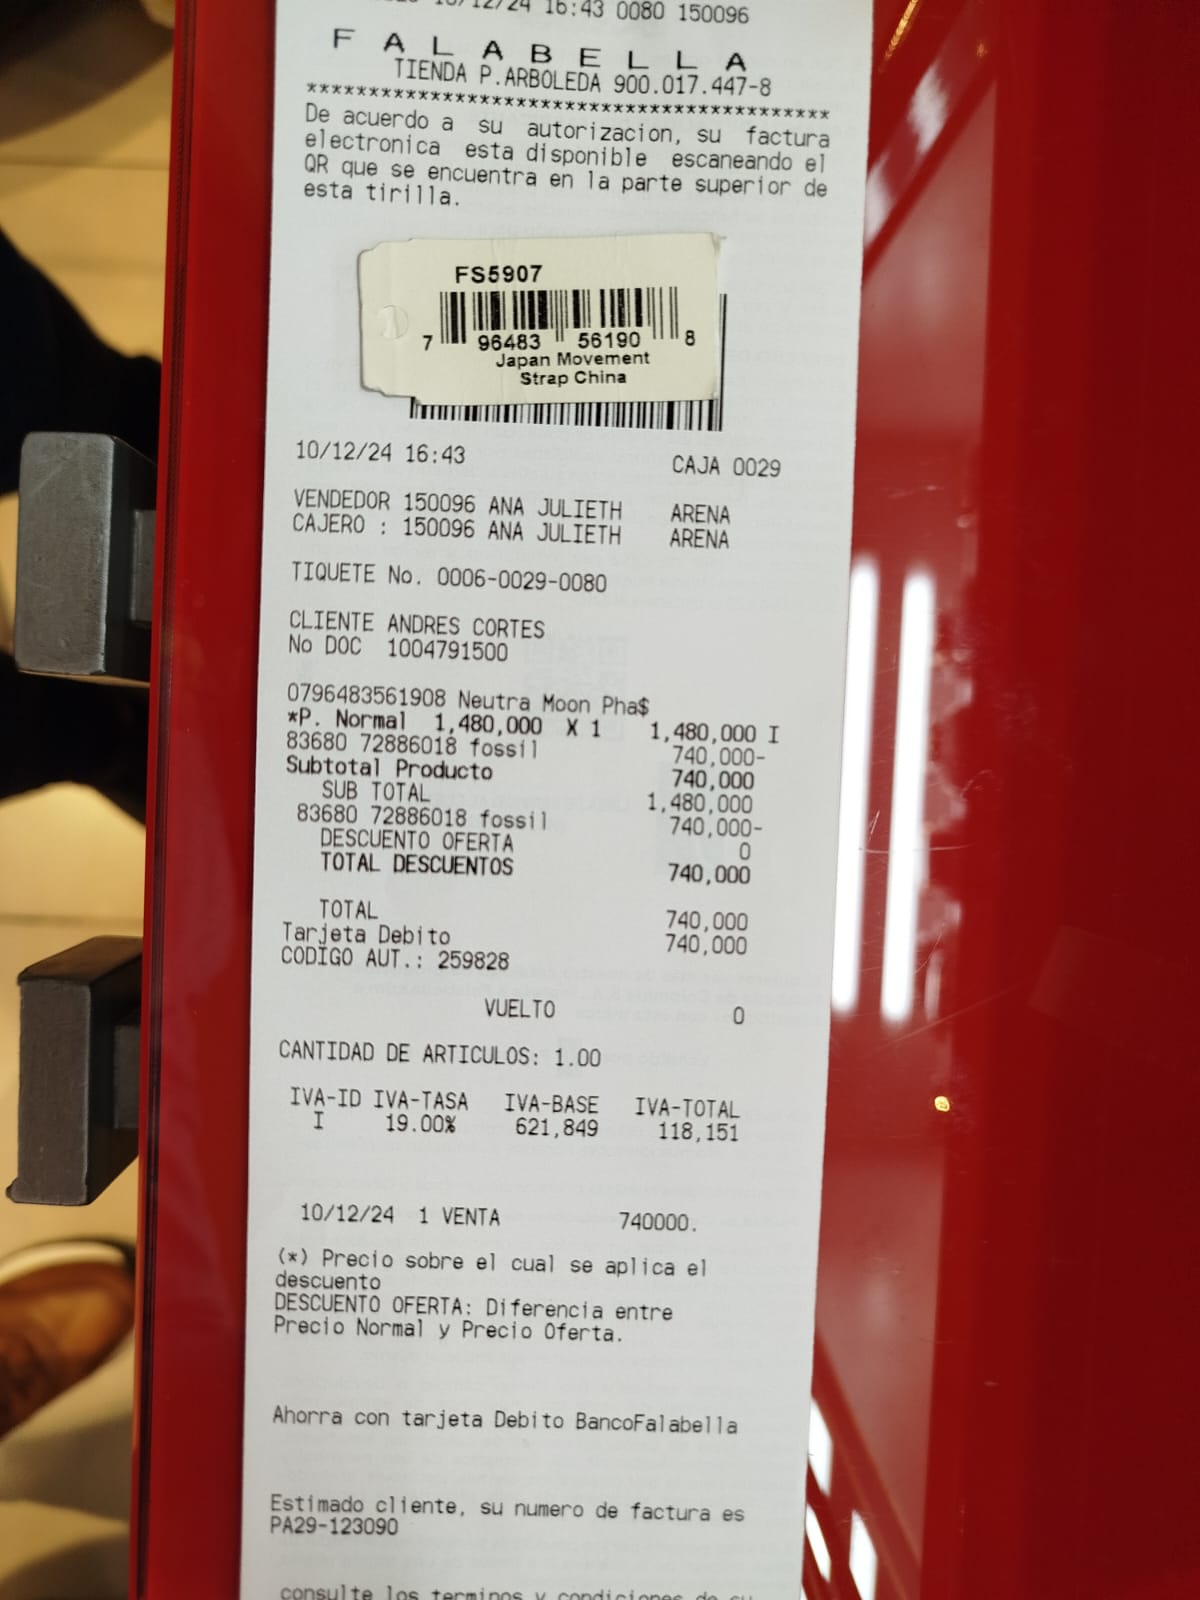 16:43 0080 150096
F A L A B E L L A
TIENDA P.ARBOLEDA 900.017.447-8
******************************************
De acuerdo a su autorizacion, su factura
electronica esta disponible escaneando el
QR que se encuentra en la parte superior de
esta tirilla.
FS5907
7 96483 56190 8
Japan Movement
Strap China
10/12/24 16:43 CAJA 0029
VENDEDOR 150096 ANA JULIETH ARENA
CAJERO : 150096 ANA JULIETH ARENA
TIQUETE No. 0006-0029-0080
CLIENTE ANDRES CORTES
No DOC 1004791500
0796483561908 Neutra Moon Pha$
*P. Normal 1,480,000 X 1 1,480,000 I
83680 72886018 fossil 740,000-
Subtotal Producto 740,000
SUB TOTAL 1,480,000
83680 72886018 fossil 740,000-
DESCUENTO OFERTA 0
TOTAL DESCUENTOS 740,000
TOTAL 740,000
Tarjeta Debito 740,000
CODIGO AUT.: 259828
VUELTO 0
CANTIDAD DE ARTICULOS: 1.00
IVA-ID IVA-TASA IVA-BASE IVA-TOTAL
I 19.00% 621,849 118,151
10/12/24 1 VENTA 740000.
(*) Precio sobre el cual se aplica el
descuento
DESCUENTO OFERTA: Diferencia entre
Precio Normal y Precio Oferta.
Ahorra con tarjeta Debito BancoFalabella
Estimado cliente, su numero de factura es
PA29-123090
consulte los terminos y condiciones de su